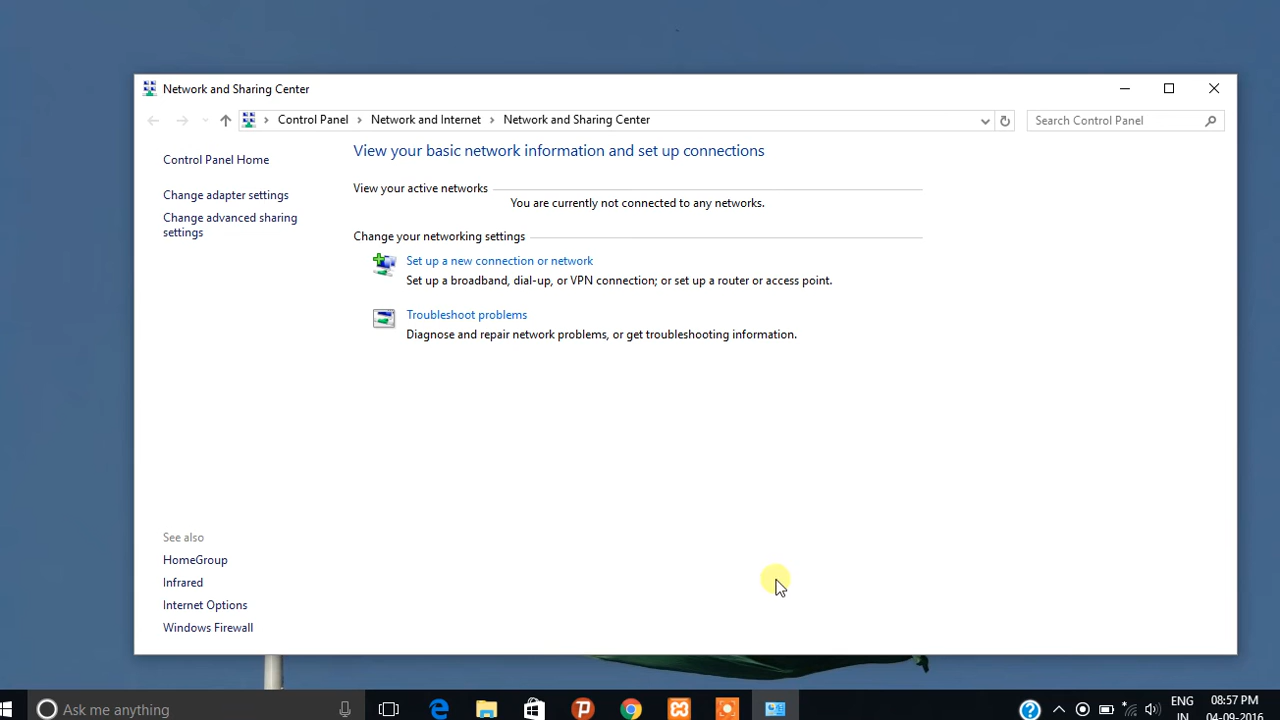 Network and Sharing Center
Control Panel > Network and Internet > Network and Sharing Center
Search Control Panel
Control Panel Home
Change adapter settings
Change advanced sharing
settings
View your basic network information and set up connections
View your active networks
You are currently not connected to any networks.
Change your networking settings
Set up a new connection or network
Set up a broadband, dial-up, or VPN connection; or set up a router or access point.
Troubleshoot problems
Diagnose and repair network problems, or get troubleshooting information.
See also
HomeGroup
Infrared
Internet Options
Windows Firewall
Ask me anything
ENG
IN
08:57 PM
04-09-2016